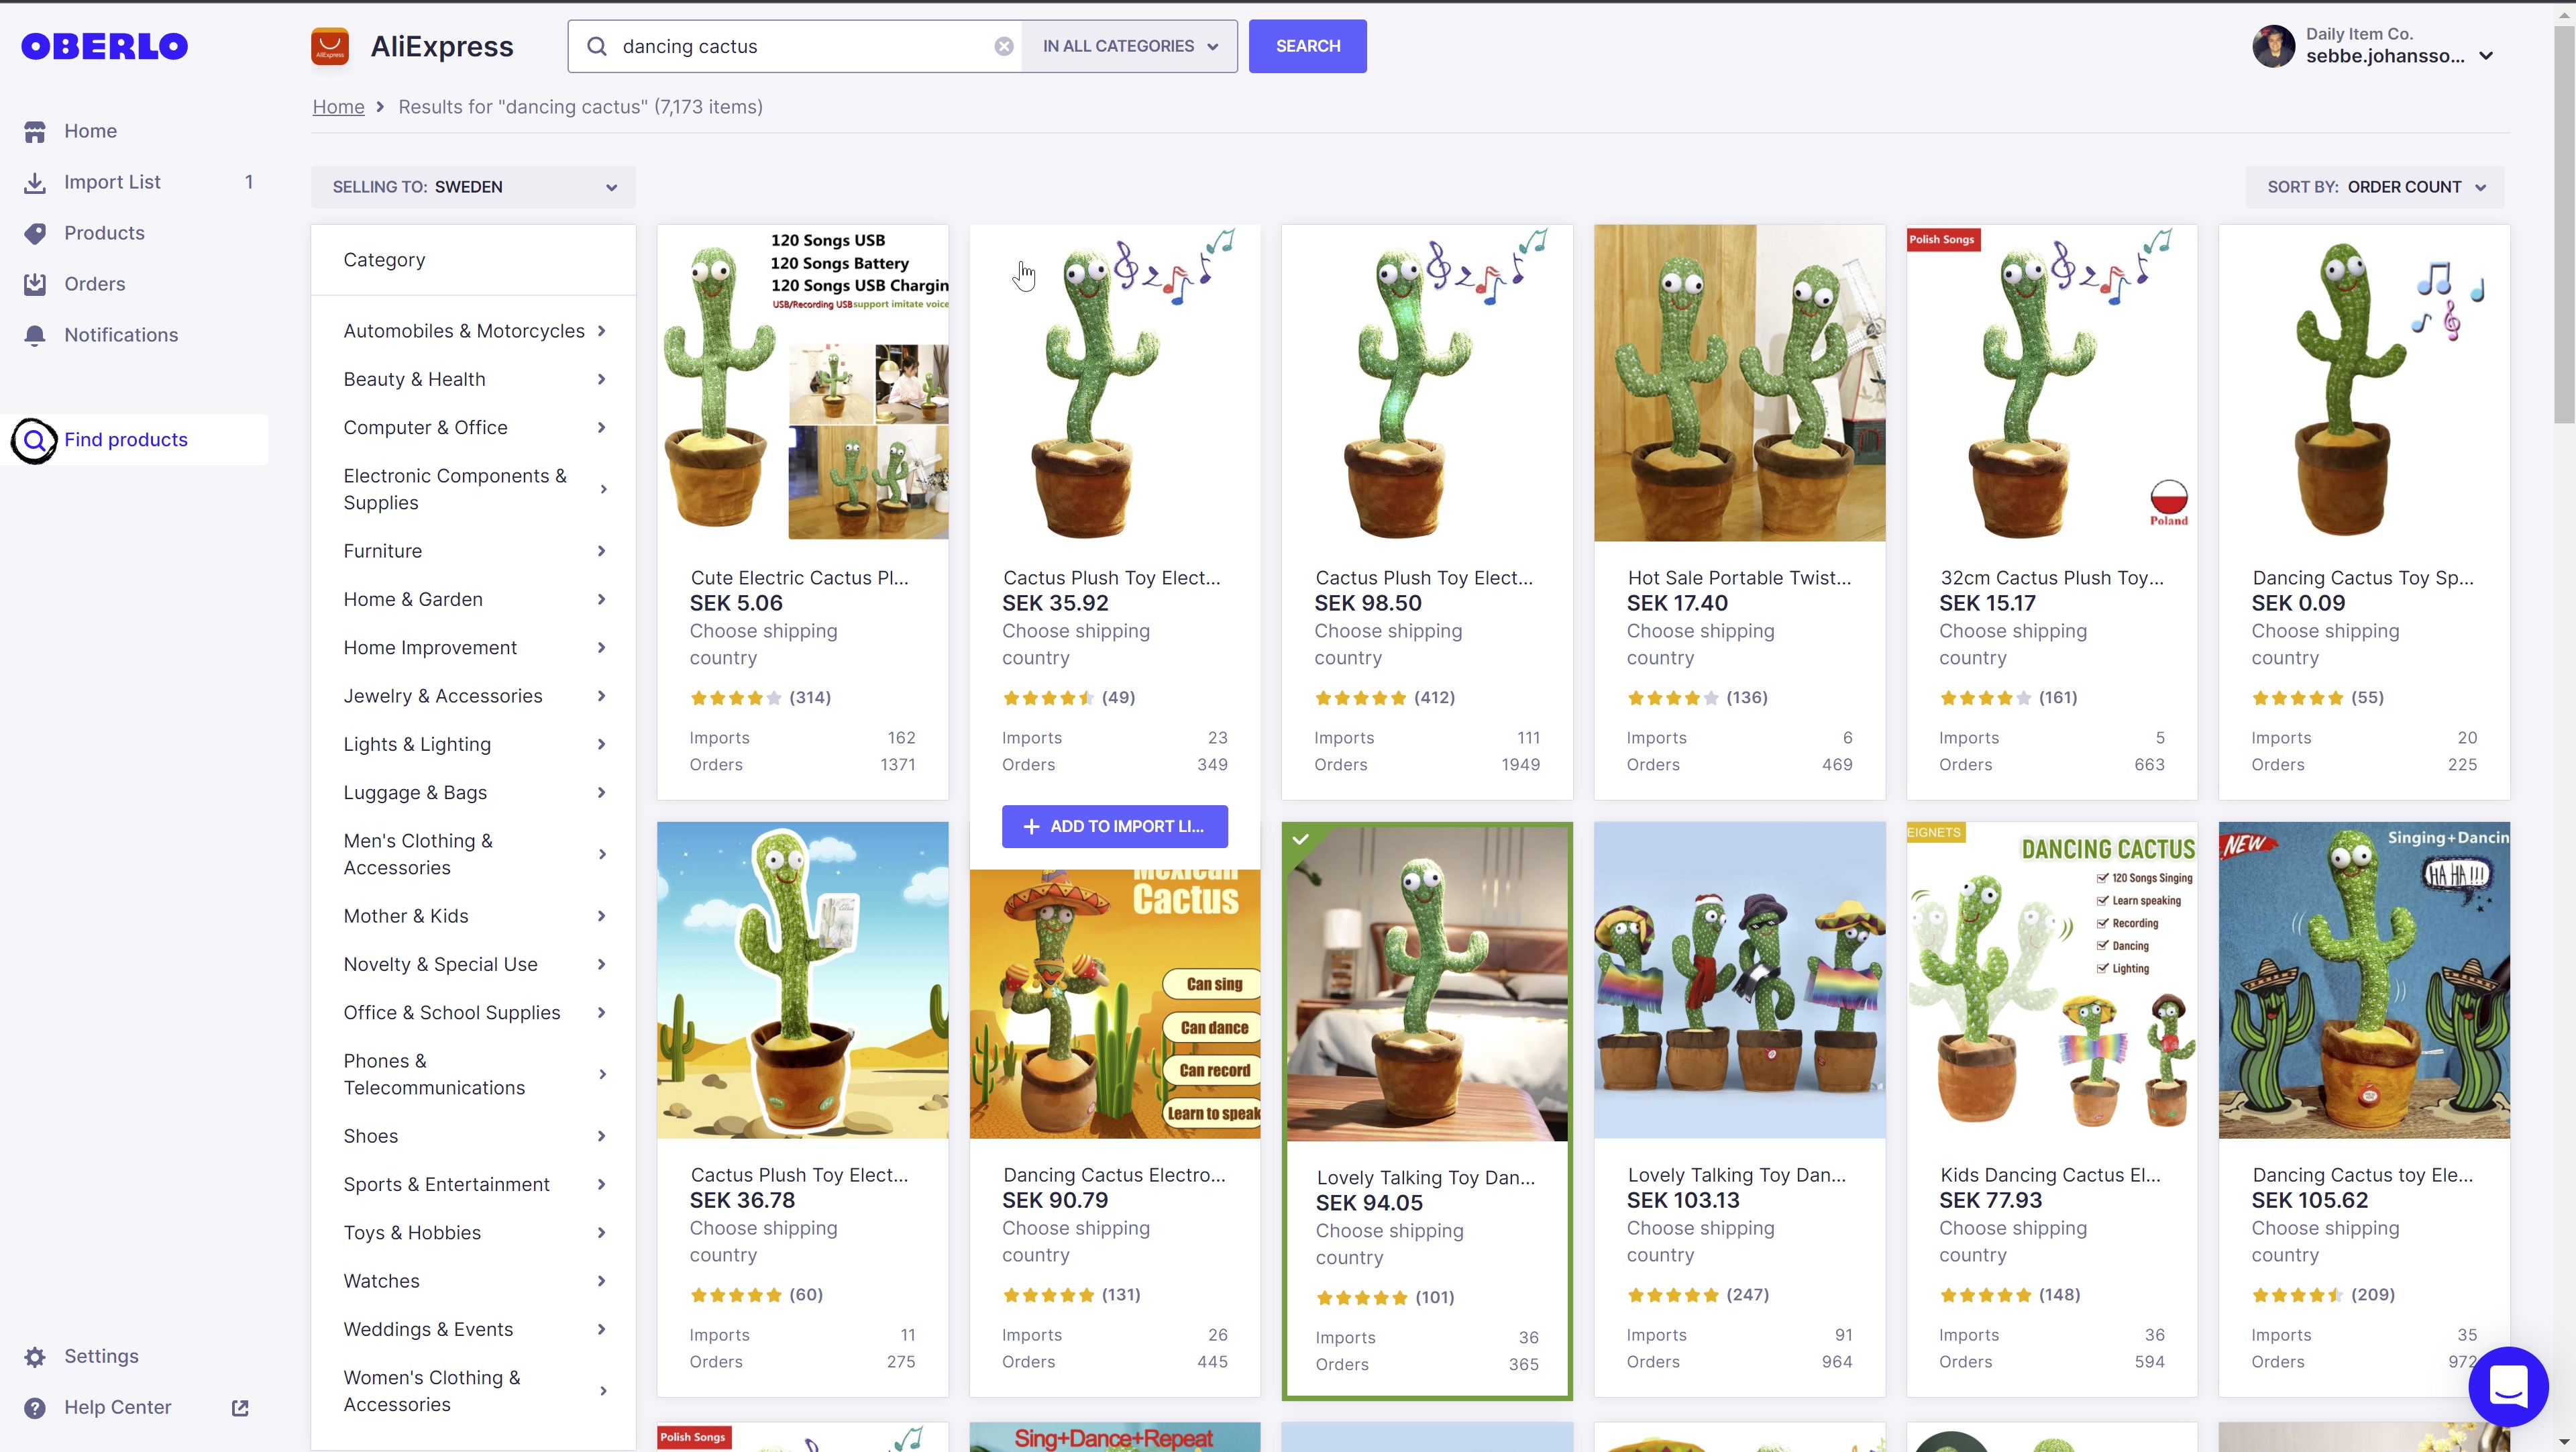 OBERLO
AliExpress
AliExpress
dancing cactus
IN ALL CATEGORIES
SEARCH
Daily Item Co.
sebbe.johansso...
Home > Results for "dancing cactus" (7,173 items)
Home
Import List 1
Products
Orders
Notifications
Find products
Settings
Help Center
SELLING TO: SWEDEN
SORT BY: ORDER COUNT
Category
Automobiles & Motorcycles
Beauty & Health
Computer & Office
Electronic Components &
Supplies
Furniture
Home & Garden
Home Improvement
Jewelry & Accessories
Lights & Lighting
Luggage & Bags
Men's Clothing &
Accessories
Mother & Kids
Novelty & Special Use
Office & School Supplies
Phones &
Telecommunications
Shoes
Sports & Entertainment
Toys & Hobbies
Watches
Weddings & Events
Women's Clothing &
Accessories
120 Songs USB
120 Songs Battery
120 Songs USB Chargin
USB/Recording USB support imitate voice
Cute Electric Cactus Pl...
SEK 5.06
Choose shipping
country
(314)
Imports 162
Orders 1371
Cactus Plush Toy Elect...
SEK 35.92
Choose shipping
country
(49)
Imports 23
Orders 349
+ ADD TO IMPORT LI...
Cactus Plush Toy Elect...
SEK 98.50
Choose shipping
country
(412)
Imports 111
Orders 1949
Hot Sale Portable Twist...
SEK 17.40
Choose shipping
country
(136)
Imports 6
Orders 469
Polish Songs
Poland
32cm Cactus Plush Toy...
SEK 15.17
Choose shipping
country
(161)
Imports 5
Orders 663
Dancing Cactus Toy Sp...
SEK 0.09
Choose shipping
country
(55)
Imports 20
Orders 225
Cactus Plush Toy Elect...
SEK 36.78
Choose shipping
country
(60)
Imports 11
Orders 275
Mexican
Cactus
Can sing
Can dance
Can record
Learn to speak
Dancing Cactus Electro...
SEK 90.79
Choose shipping
country
(131)
Imports 26
Orders 445
Lovely Talking Toy Dan...
SEK 94.05
Choose shipping
country
(101)
Imports 36
Orders 365
Lovely Talking Toy Dan...
SEK 103.13
Choose shipping
country
(247)
Imports 91
Orders 964
EIGNETS
DANCING CACTUS
120 Songs Singing
Learn speaking
Recording
Dancing
Lighting
Kids Dancing Cactus El...
SEK 77.93
Choose shipping
country
(148)
Imports 36
Orders 594
NEW
Singing+Dancin
HA HA!!!
Dancing Cactus toy Ele...
SEK 105.62
Choose shipping
country
(209)
Imports 35
Orders 972
Polish Songs
Sing+Dance+Repeat